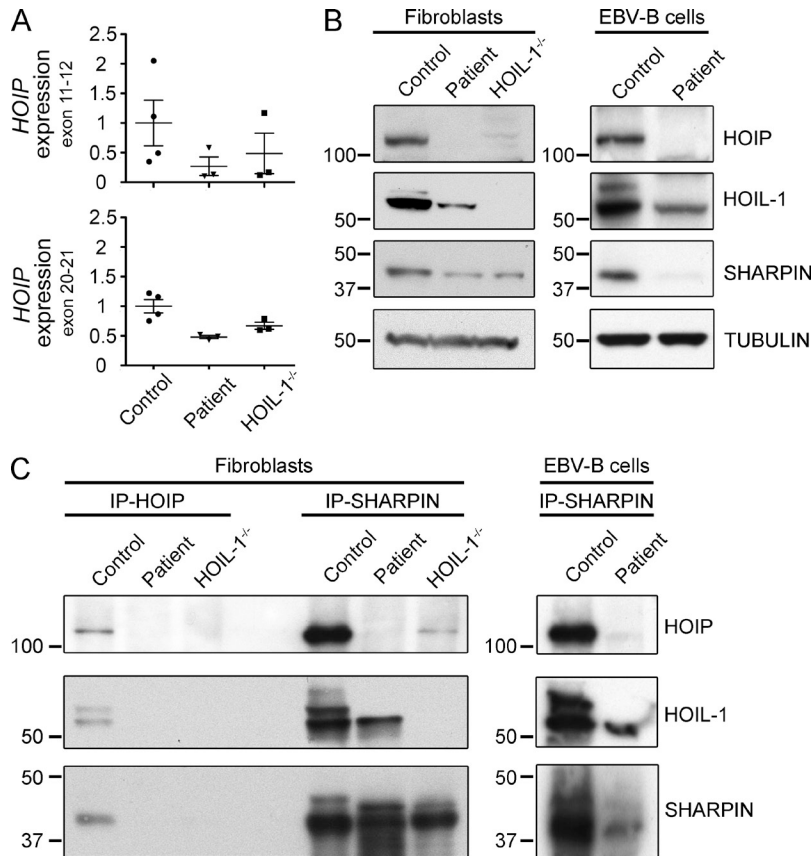 A
HOIP
expression
exon 11-12
2.5
2
1.5
1
0.5
0
HOIP
expression
exon 20-21
2.5
2
1.5
1
0.5
0
Control
Patient
HOIL-1-/-
B
Fibroblasts
EBV-B cells
Control
Patient
HOIL-1-/-
Control
Patient
100
100
HOIP
50
50
HOIL-1
50
37
50
37
SHARPIN
50
50
TUBULIN
C
Fibroblasts
EBV-B cells
IP-HOIP
IP-SHARPIN
IP-SHARPIN
Control
Patient
HOIL-1-/-
Control
Patient
HOIL-1-/-
Control
Patient
100
100
HOIP
50
50
HOIL-1
50
37
50
37
SHARPIN